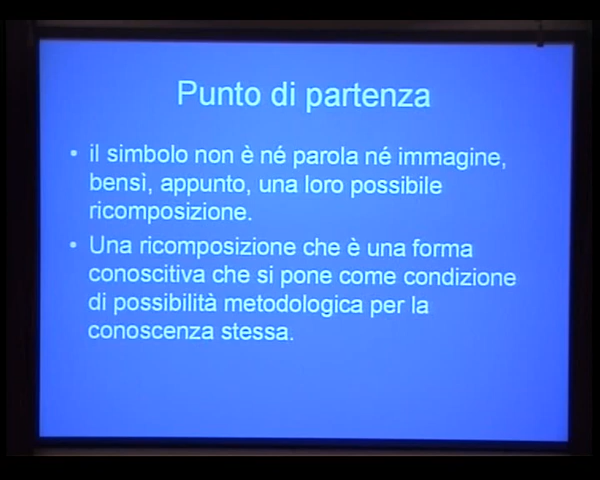 Punto di partenza
• il simbolo non è né parola né immagine,
bensì, appunto, una loro possibile
ricomposizione.
• Una ricomposizione che è una forma
conoscitiva che si pone come condizione
di possibilità metodologica per la
conoscenza stessa.